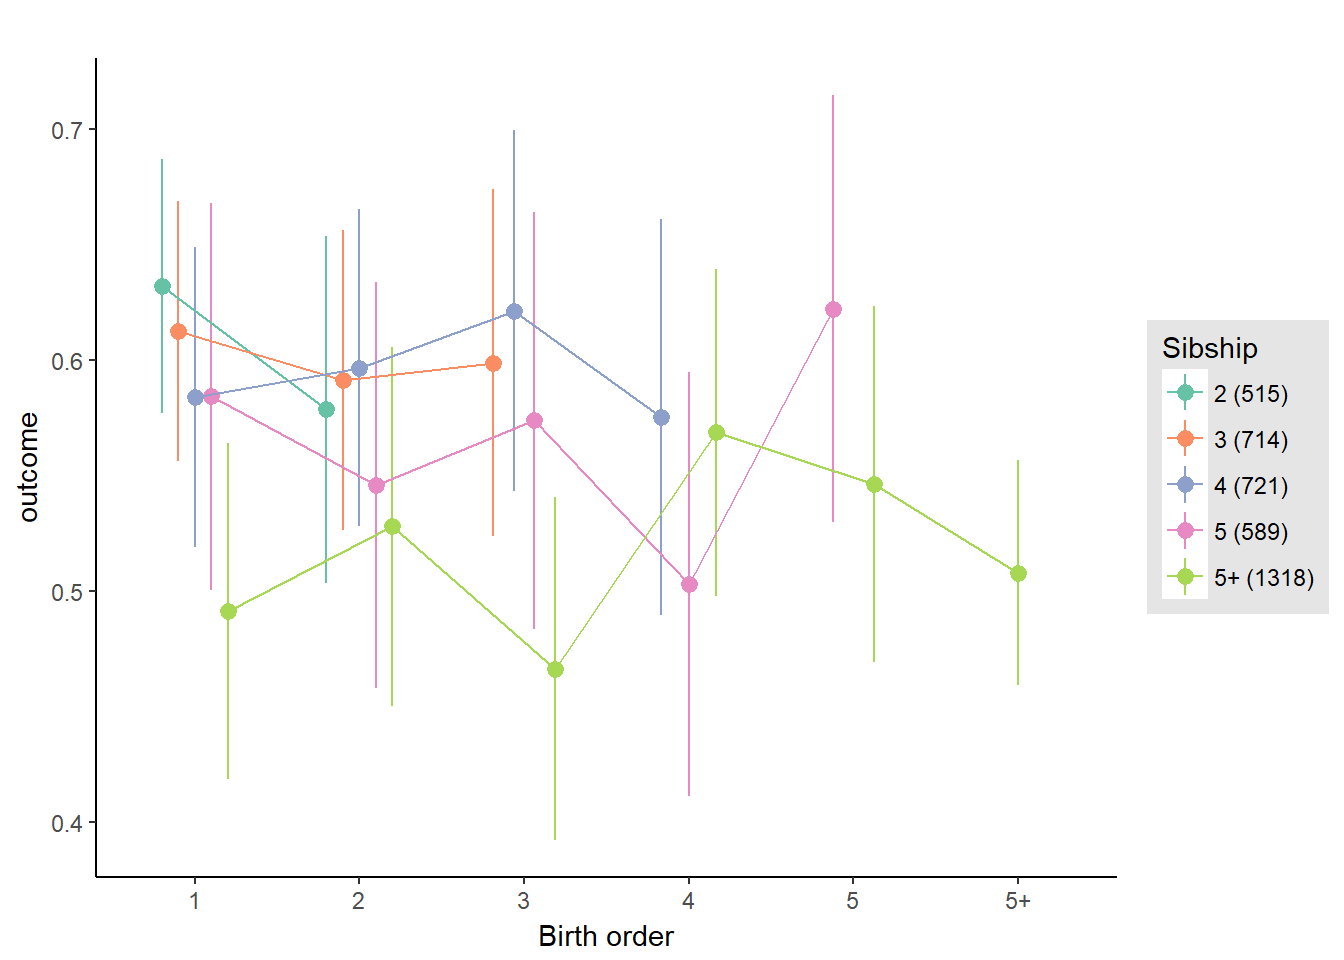 0.7
0.6
0.5
0.4
outcome
1 2 3 4 5 5+
Birth order
Sibship
2 (515)
3 (714)
4 (721)
5 (589)
5+ (1318)